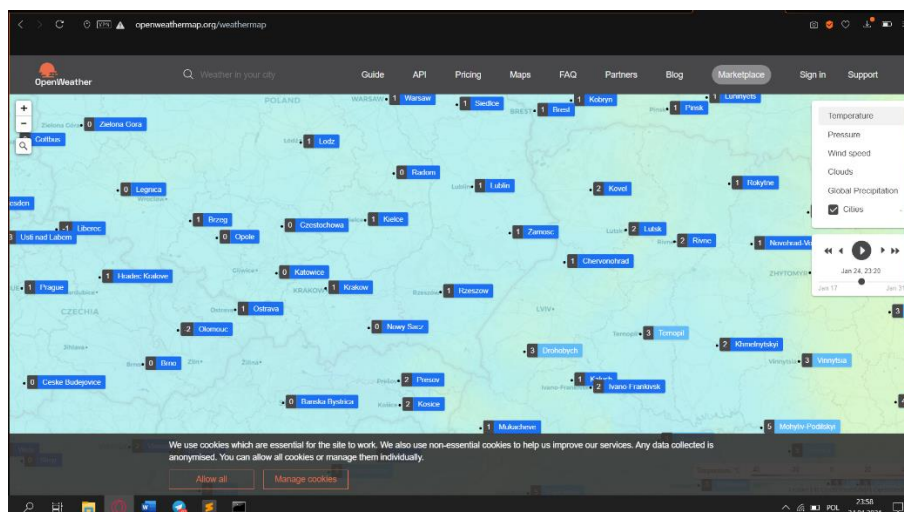 VPN openweathermap.org/weathermap
OpenWeather
Weather in your city
Guide API Pricing Maps FAQ Partners Blog Marketplace Sign in Support
+
-
POLAND
Temperature
Pressure
Wind speed
Clouds
Global Precipitation
Cities
Jan 24, 23:20
Jan 17
1 Warsaw
1 Siedlce
1 Brest
1 Kobryn
1 Pinsk
0 Zielona Gora
Cottbus
1 Lodz
0 Legnica
0 Radom
1 Lublin
2 Kovel
1 Rokytne
-1 Liberec
Usti nad Labem
1 Brzeg
0 Opole
0 Czestochowa
1 Kielce
1 Zamosc
2 Lutsk
2 Rivne
1 Chervonohrad
1 Prague
1 Hradec Kralove
0 Katowice
KRAKOW
1 Krakow
1 Rzeszow
CZECHIA
1 Ostrava
LVIV
-2 Olomouc
0 Nowy Sacz
3 Ternopil
2 Khmelnytskyi
3 Drohobych
3 Vinnytsia
0 Brno
0 Ceske Budejovice
2 Presov
2 Ivano Frankivsk
0 Banska Bystrica
2 Kosice
1 Mukacheve
5 Mohyliv-Podilskyi
We use cookies which are essential for the site to work. We also use non-essential cookies to help us improve our services. Any data collected is
anonymised. You can allow all cookies or manage them individually.
Allow all
Manage cookies
POL
23:58